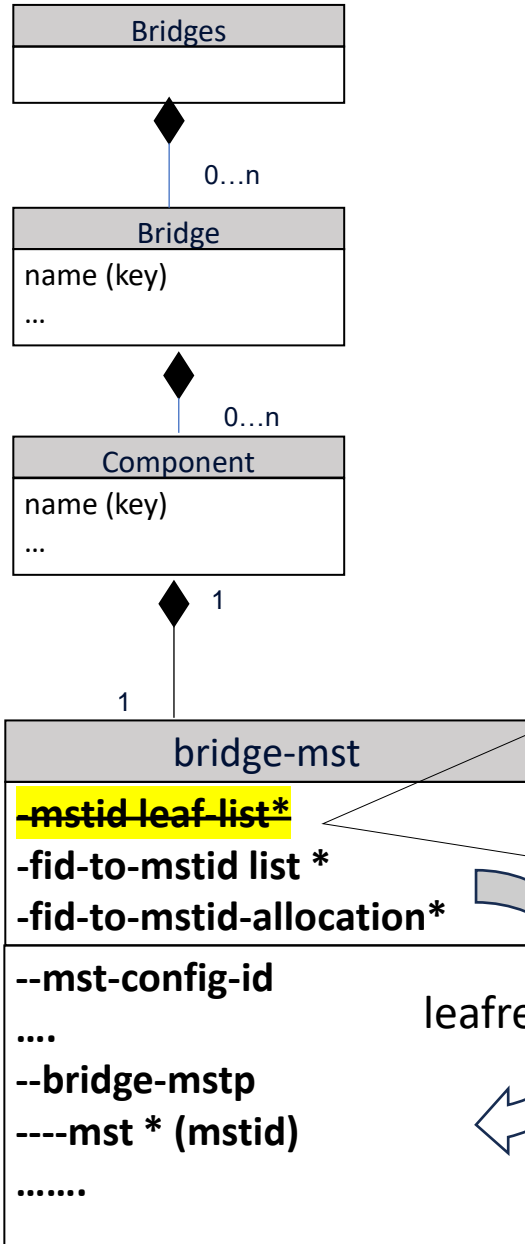 Bridges
0…n
Bridge
name (key)
…
0…n
Component
name (key)
…
1
1
bridge-mst
-mstid leaf-list*
-fid-to-mstid list *
-fid-to-mstid-allocation*
--mst-config-id
leafre
….
--bridge-mstp
----mst * (mstid)
…….